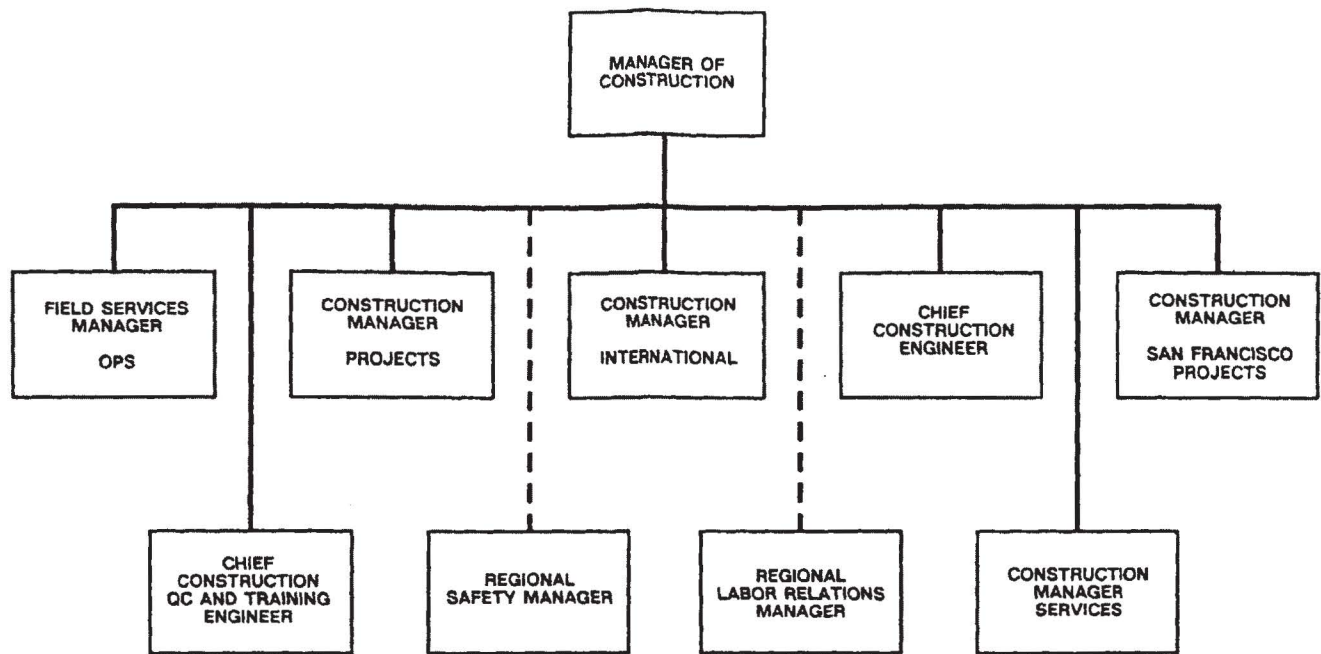 MANAGER OF
CONSTRUCTION
FIELD SERVICES
MANAGER
OPS
CONSTRUCTION
MANAGER
PROJECTS
CONSTRUCTION
MANAGER
INTERNATIONAL
CHIEF
CONSTRUCTION
ENGINEER
CONSTRUCTION
MANAGER
SAN FRANCISCO
PROJECTS
CHIEF
CONSTRUCTION
QC AND TRAINING
ENGINEER
REGIONAL
SAFETY MANAGER
REGIONAL
LABOR RELATIONS
MANAGER
CONSTRUCTION
MANAGER
SERVICES